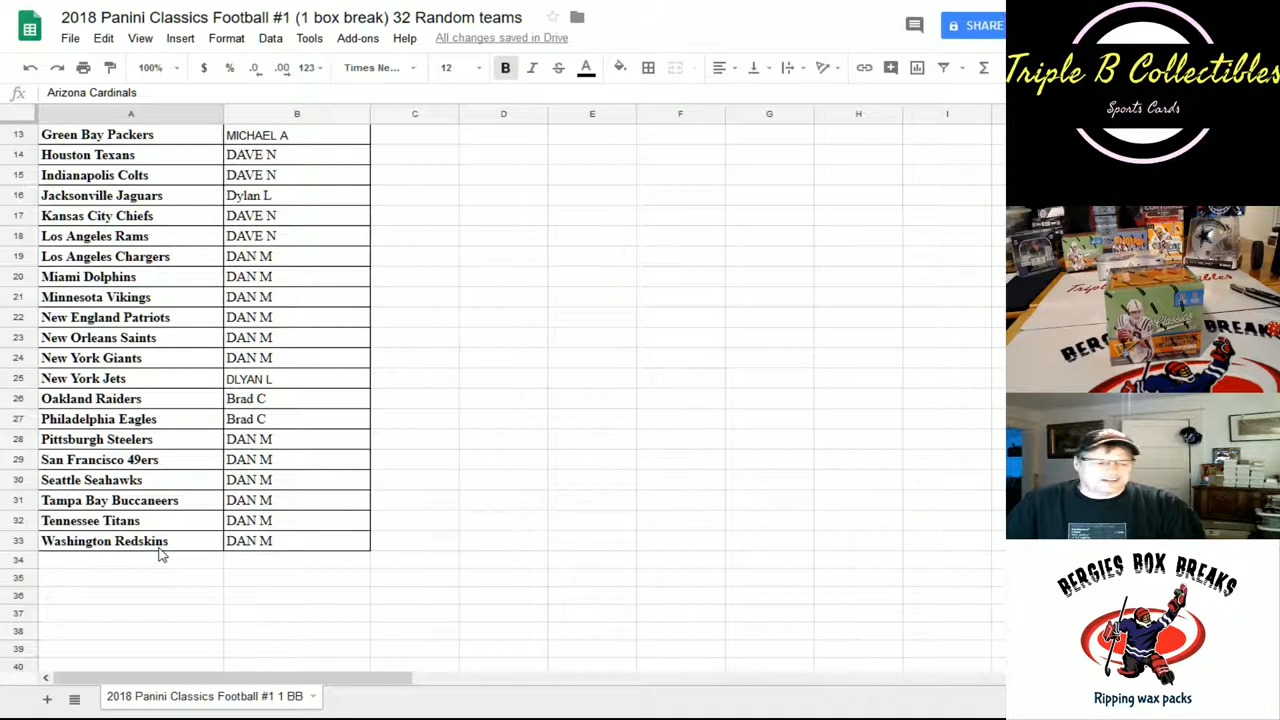 2018 Panini Classics Football #1 (1 box break) 32 Random teams
File Edit View Insert Format Tools Add-ons Help All changes saved in Drive
SHARE
100% $ % .0 .00 123 Times Ne... B I S A Σ
fx Arizona Cardinals
A B C D E F G H I
13 Green Bay Packers MICHAEL A
14 Houston Texans DAVE N
15 Indianapolis Colts DAVE N
16 Jacksonville Jaguars Dylan L
17 Kansas City Chiefs DAVE N
18 Los Angeles Rams DAVE N
19 Los Angeles Chargers DAN M
20 Miami Dolphins DAN M
21 Minnesota Vikings DAN M
22 New England Patriots DAN M
23 New Orleans Saints DAN M
24 New York Giants DAN M
25 New York Jets DLYAN L
26 Oakland Raiders Brad C
27 Philadelphia Eagles Brad C
28 Pittsburgh Steelers DAN M
29 San Francisco 49ers DAN M
30 Seattle Seahawks DAN M
31 Tampa Bay Buccaneers DAN M
32 Tennessee Titans DAN M
33 Washington Redskins DAN M
34
35
36
37
38
39
40
2018 Panini Classics Football #1 1 BB
Triple B Collectibles
Sports Cards
Classics
BREAK
BERGIES BOX BREAKS
Ripping wax packs